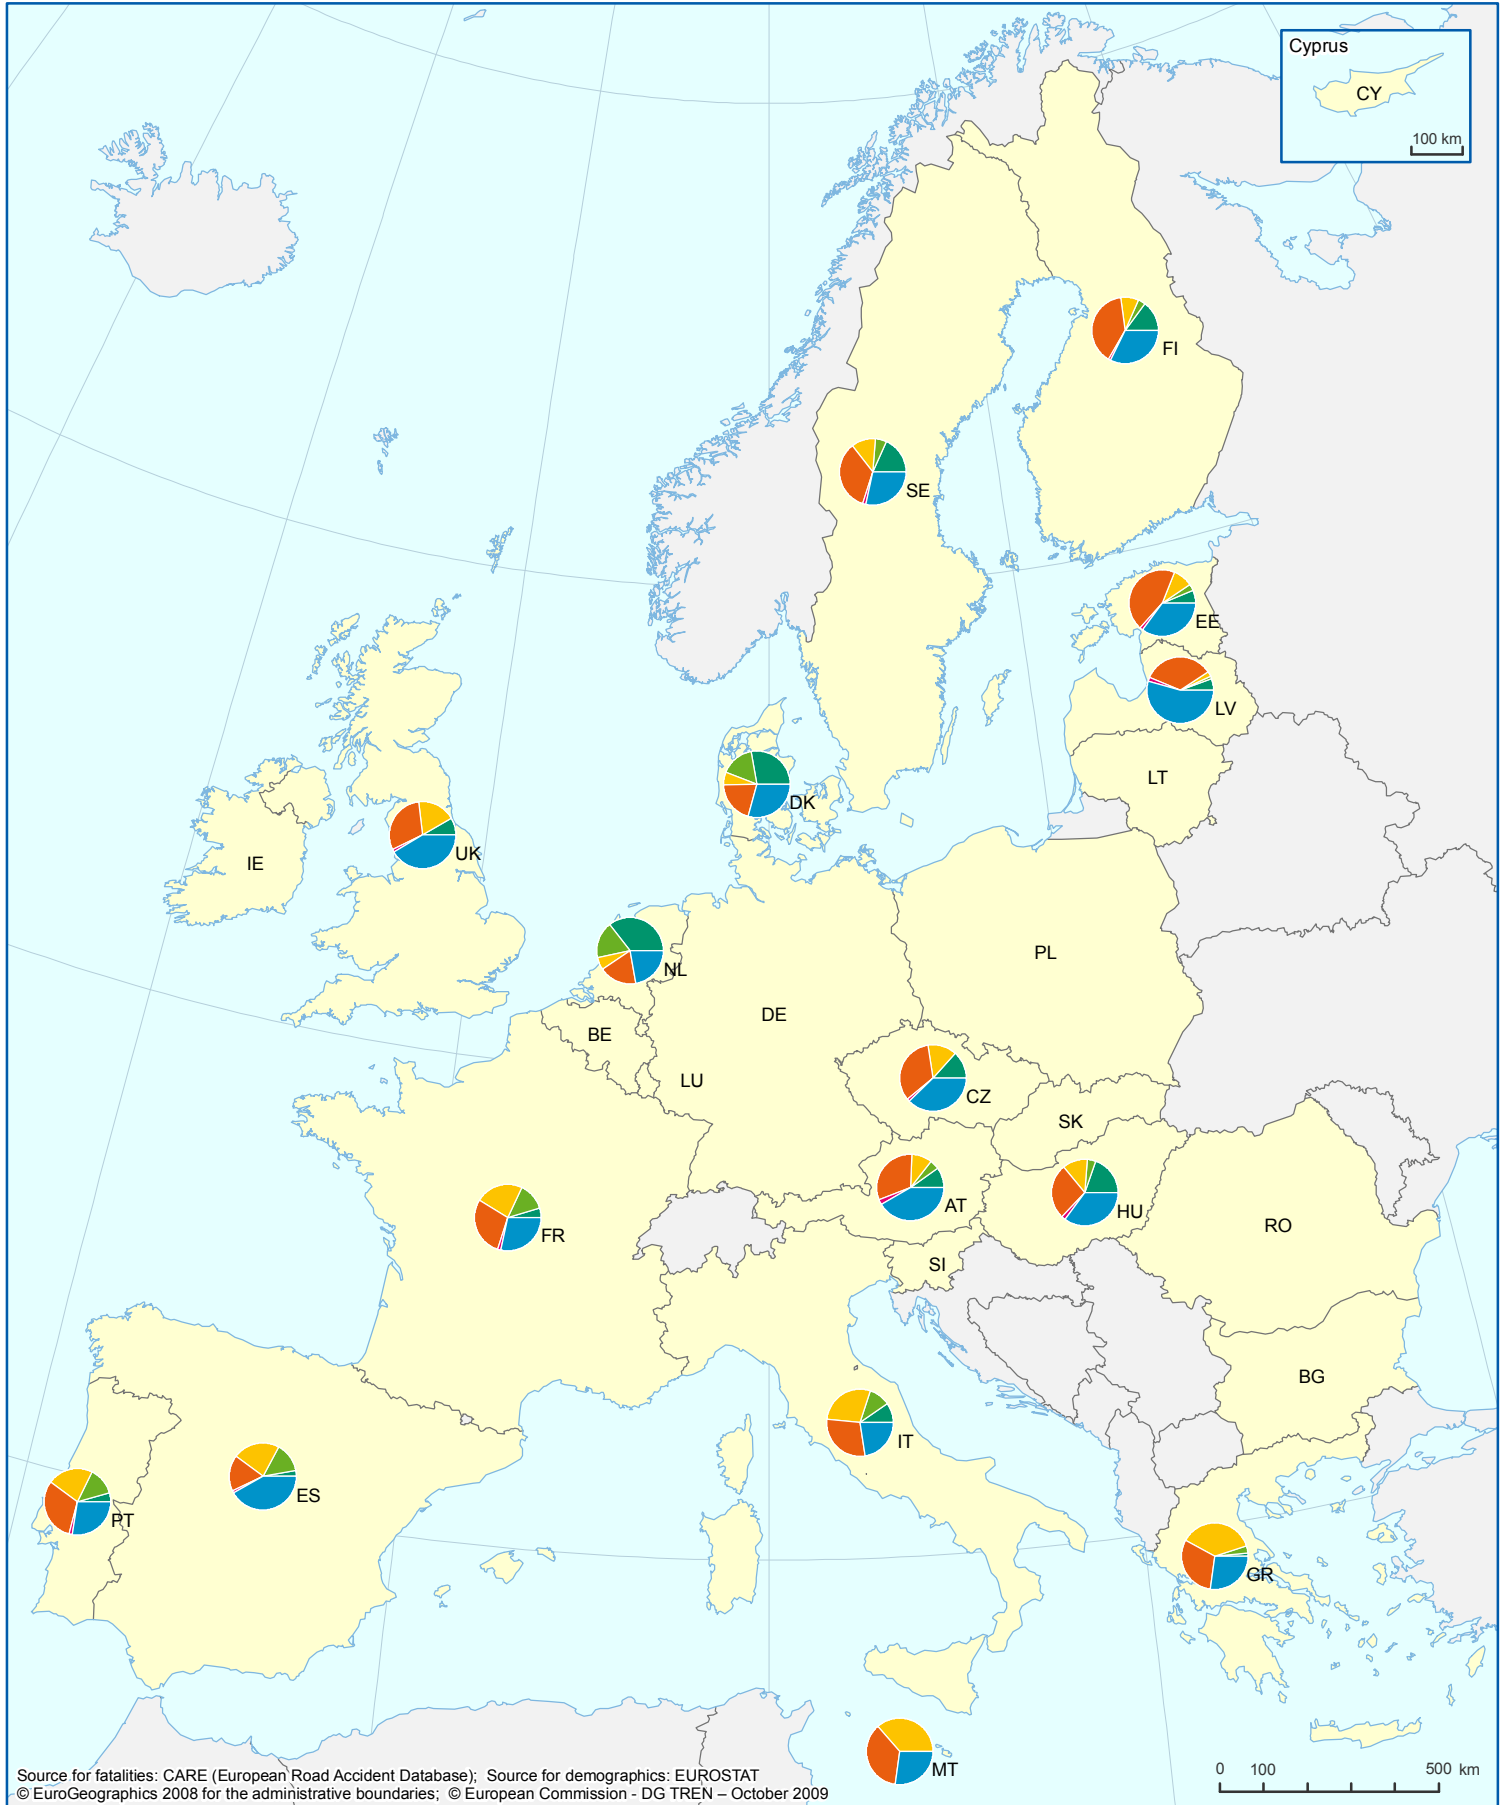 Cyprus
CY
100 km
FI
SE
EE
LV
LT
DK
UK
IE
NL
PL
DE
BE
LU
CZ
SK
AT
HU
FR
RO
SI
BG
IT
ES
PT
GR
MT
0 100 500 km
Source for fatalities: CARE (European Road Accident Database); Source for demographics: EUROSTAT
© EuroGeographics 2008 for the administrative boundaries; © European Commission - DG TREN – October 2009